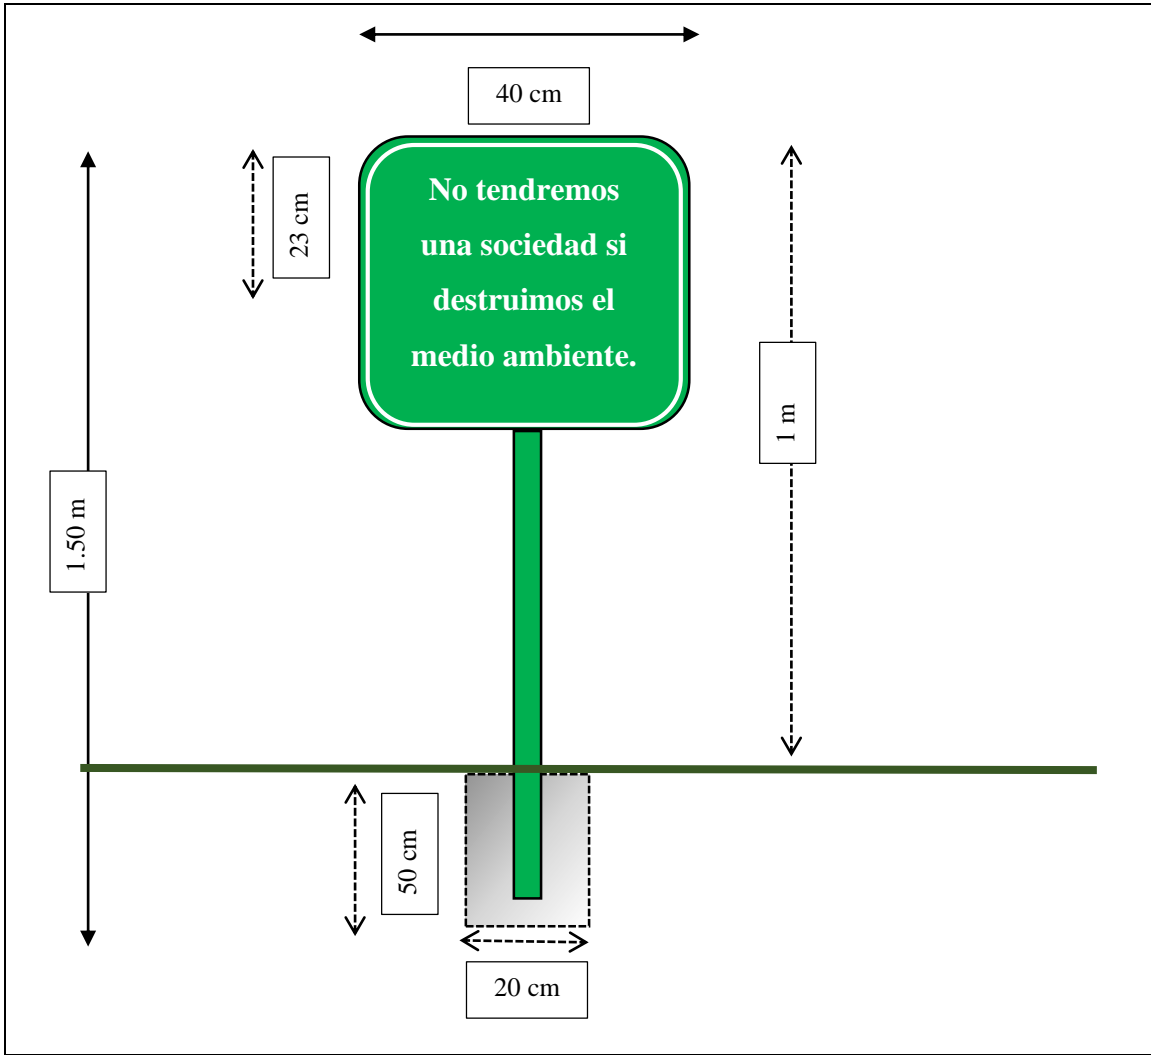 40 cm
23 cm
No tendremos
una sociedad si
destruimos el
medio ambiente.
1 m
1.50 m
50 cm
20 cm